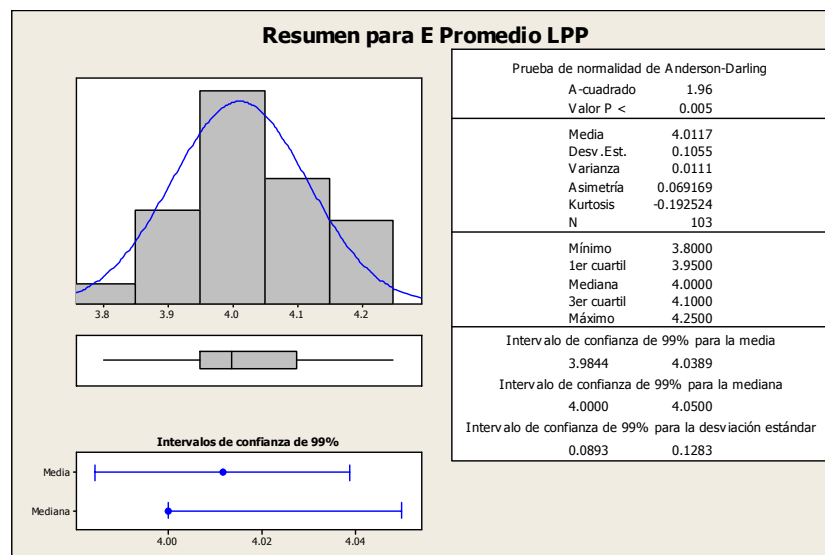 Resumen para E Promedio LPP
Prueba de normalidad de Anderson-Darling
A-cuadrado 1.96
Valor P < 0.005
Media 4.0117
Desv.Est. 0.1055
Varianza 0.0111
Asimetría 0.069169
Kurtosis -0.192524
N 103
Mínimo 3.8000
1er cuartil 3.9500
Mediana 4.0000
3er cuartil 4.1000
Máximo 4.2500
Intervalo de confianza de 99% para la media
3.9844 4.0389
Intervalo de confianza de 99% para la mediana
4.0000 4.0500
Intervalo de confianza de 99% para la desviación estándar
0.0893 0.1283
3.8 3.9 4.0 4.1 4.2
Intervalos de confianza de 99%
Media
Mediana
4.00 4.02 4.04